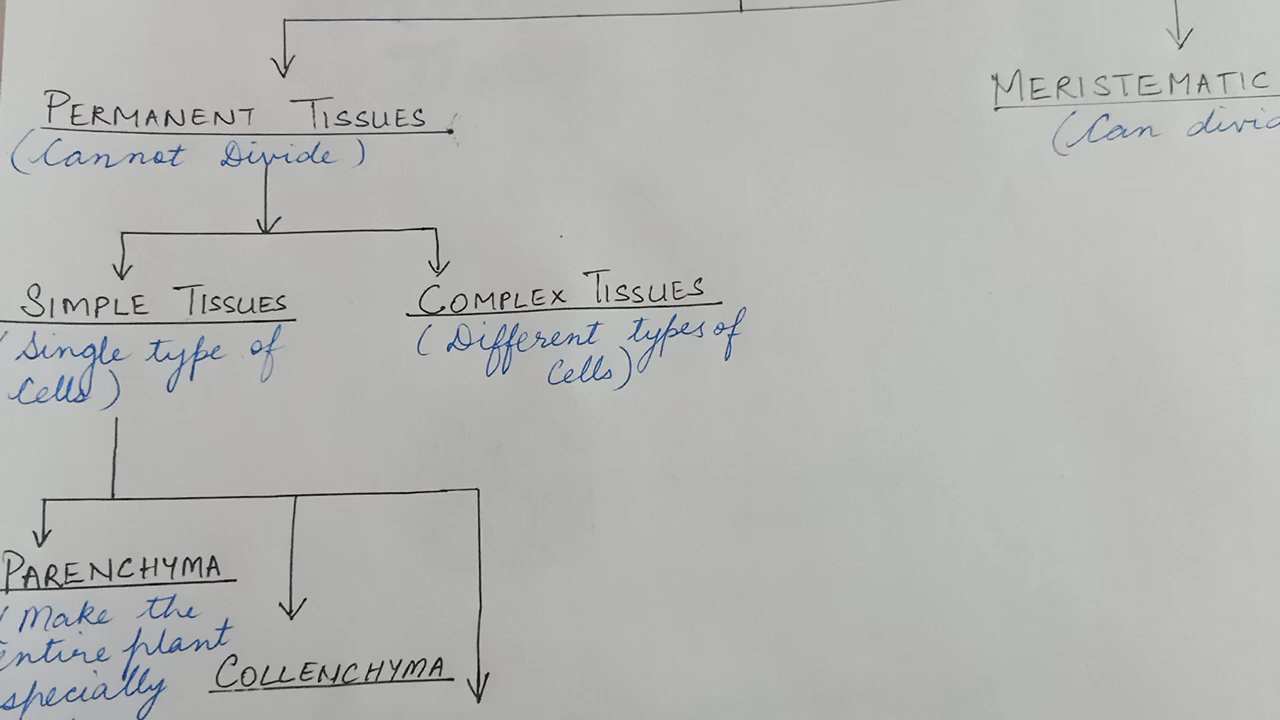 PERMANENT TISSUES
(Cannot Divide)
MERISTEMATIC
(Can divid
SIMPLE TISSUES
(Single type of
Cells)
COMPLEX TISSUES
(Different types of
Cells)
PARENCHYMA
(Make the
entire plant
specially
COLLENCHYMA